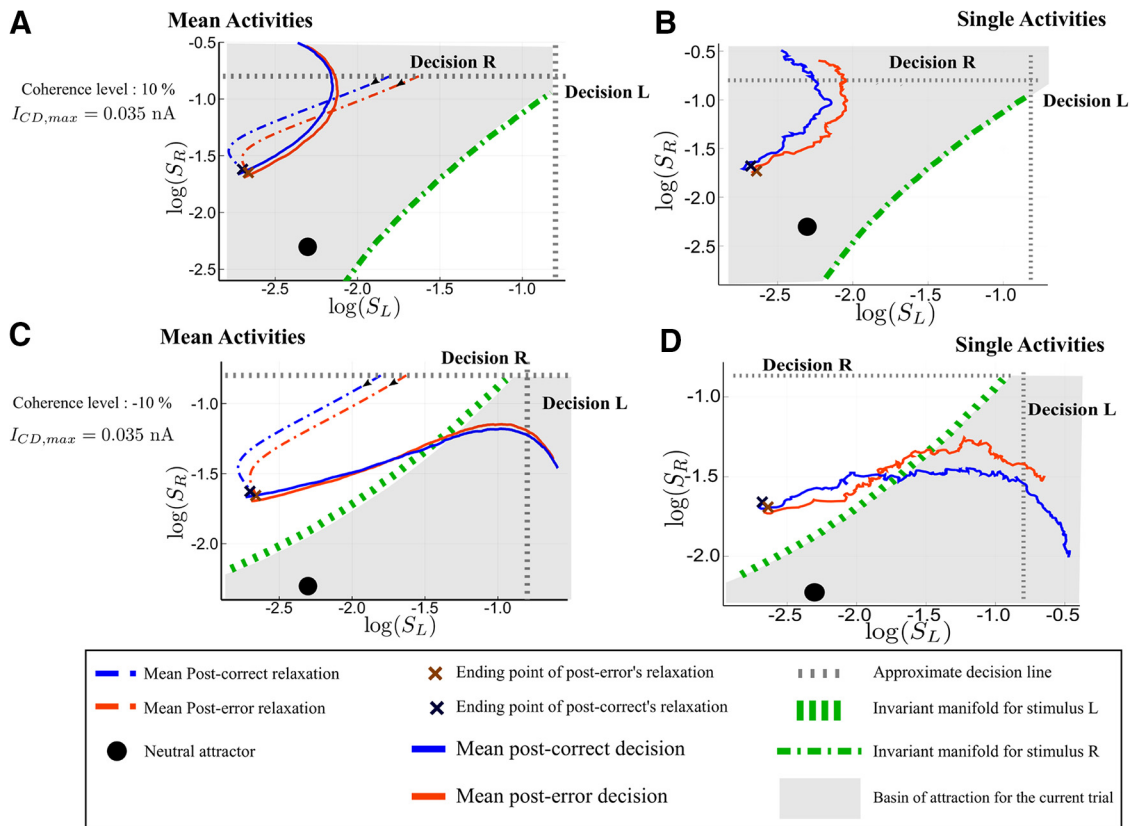 A
Mean Activities
Coherence level : 10 %
I_{CD,max} = 0.035 nA
-0.5
-1.0
-1.5
-2.0
-2.5
log(S_R)
Decision R
Decision L
-2.5
-2.0
-1.5
-1.0
log(S_L)
B
Single Activities
-0.5
-1.0
-1.5
-2.0
-2.5
log(S_R)
Decision R
Decision L
-2.5
-2.0
-1.5
-1.0
log(S_L)
C
Mean Activities
Coherence level : -10 %
I_{CD,max} = 0.035 nA
-1.0
-1.5
-2.0
log(S_R)
Decision R
Decision L
-2.5
-2.0
-1.5
-1.0
log(S_L)
D
Single Activities
-1.0
-1.5
-2.0
log(S_R)
Decision R
Decision L
-2.5
-2.0
-1.5
-1.0
-0.5
log(S_L)
Mean Post-correct relaxation
Mean Post-error relaxation
Neutral attractor
Ending point of post-error's relaxation
Ending point of post-correct's relaxation
Mean post-correct decision
Mean post-error decision
Approximate decision line
Invariant manifold for stimulus L
Invariant manifold for stimulus R
Basin of attraction for the current trial